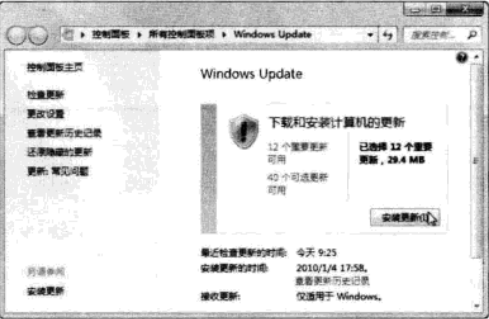 控制面板 ▸ 所有控制面板项 ▸ Windows Update
搜索控制...
控制面板主页
检查更新
更改设置
查看更新历史记录
还原隐藏的更新
更新: 常见问题
另请参阅
安装更新
Windows Update
下载和安装计算机的更新
12 个重要更新
可用
40 个可选更新
可用
已选择 12 个重要
更新，29.4 MB
安装更新(I)
最近检查更新的时间: 今天 9:25
安装更新的时间: 2010/1/4 17:58。
查看更新历史记录
接收更新: 仅适用于 Windows。